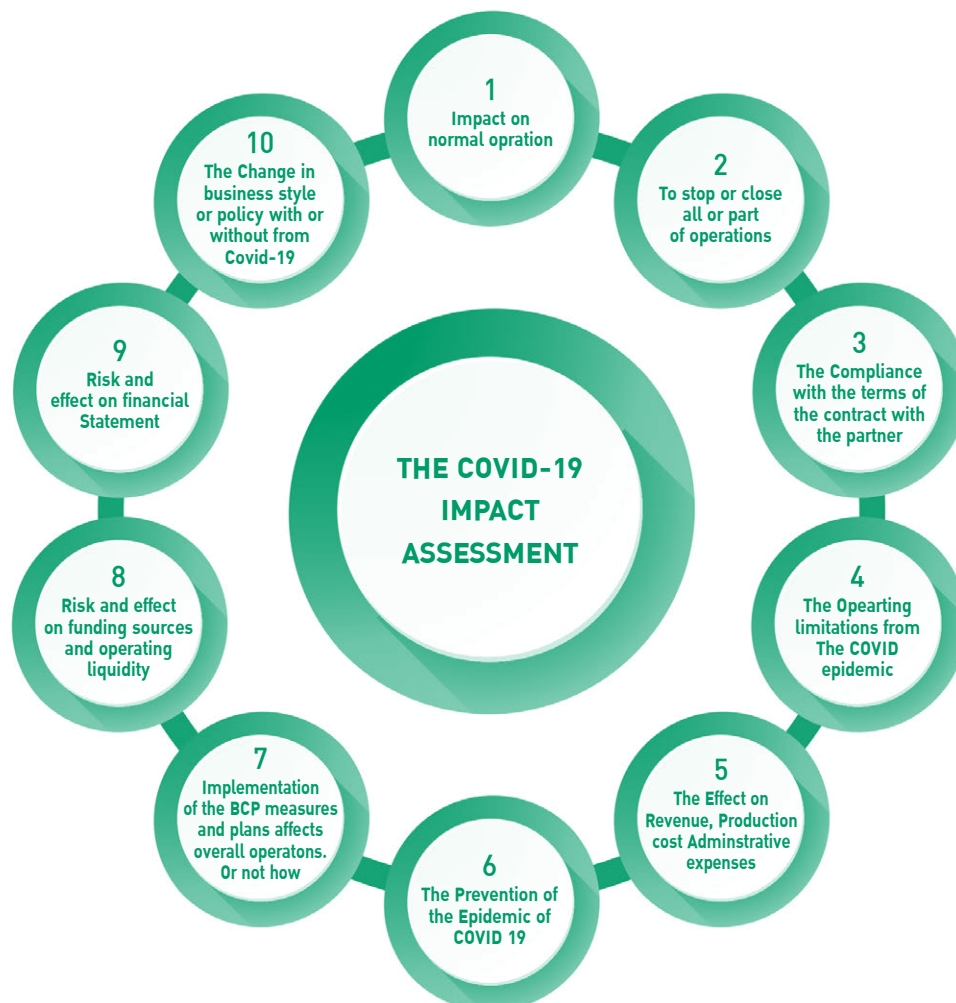 1
Impact on
normal opration
2
To stop or close
all or part
of operations
3
The Compliance
with the terms of
the contract with
the partner
4
The Opearting
limitations from
The COVID
epidemic
5
The Effect on
Revenue, Production
cost Adminstrative
expenses
6
The Prevention of
the Epidemic of
COVID 19
7
Implementation
of the BCP measures
and plans affects
overall operatons.
Or not how
8
Risk and effect
on funding sources
and operating
liquidity
9
Risk and
effect on financial
Statement
10
The Change in
business style
or policy with or
without from
Covid-19
THE COVID-19
IMPACT
ASSESSMENT